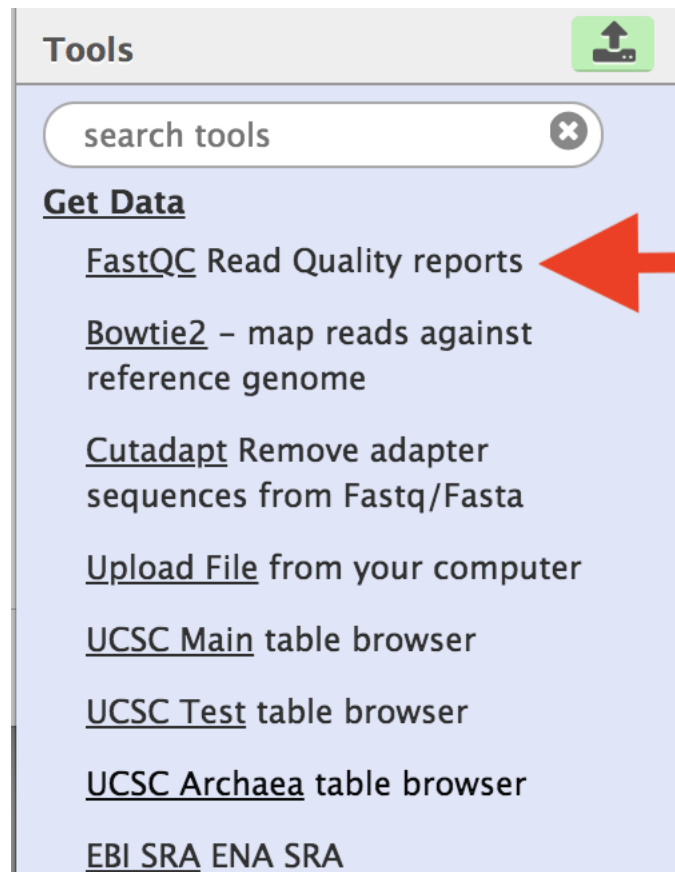 Tools
search tools
Get Data
FastQC Read Quality reports
Bowtie2 – map reads against
reference genome
Cutadapt Remove adapter
sequences from Fastq/Fasta
Upload File from your computer
UCSC Main table browser
UCSC Test table browser
UCSC Archaea table browser
EBI SRA ENA SRA